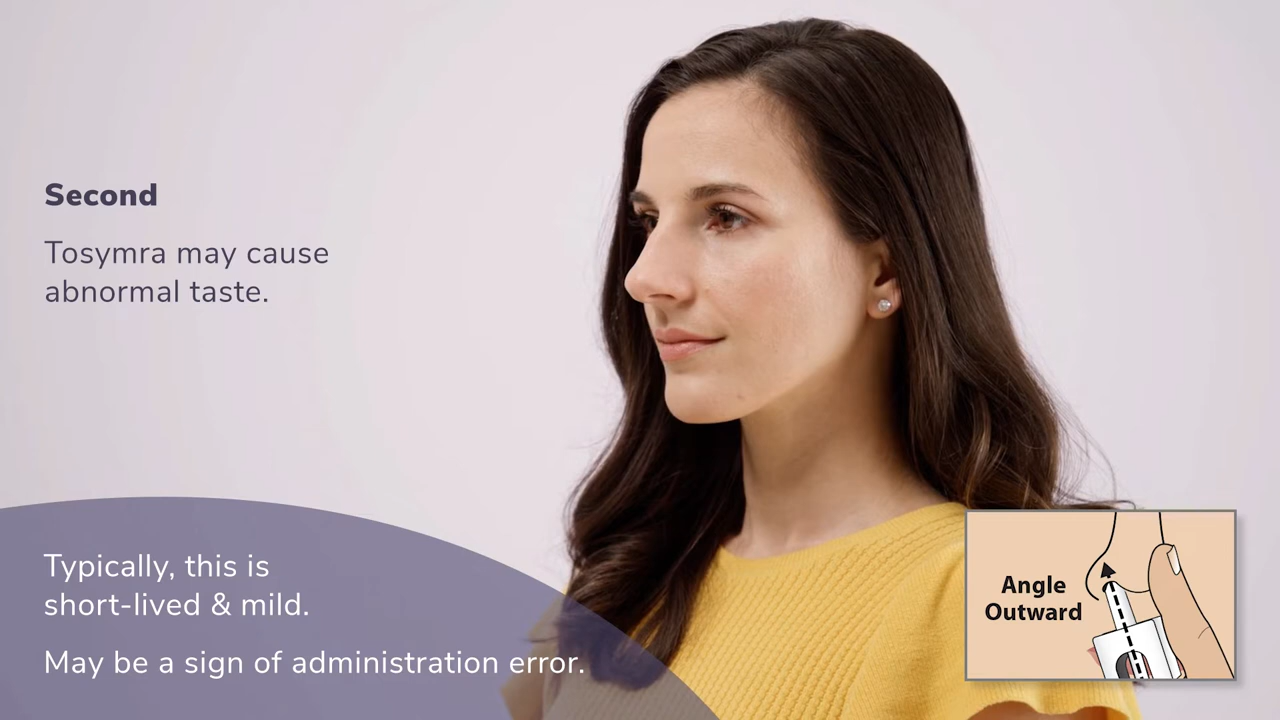 Second
Tosymra may cause
abnormal taste.
Typically, this is
short-lived & mild.
May be a sign of administration error.
Angle
Outward